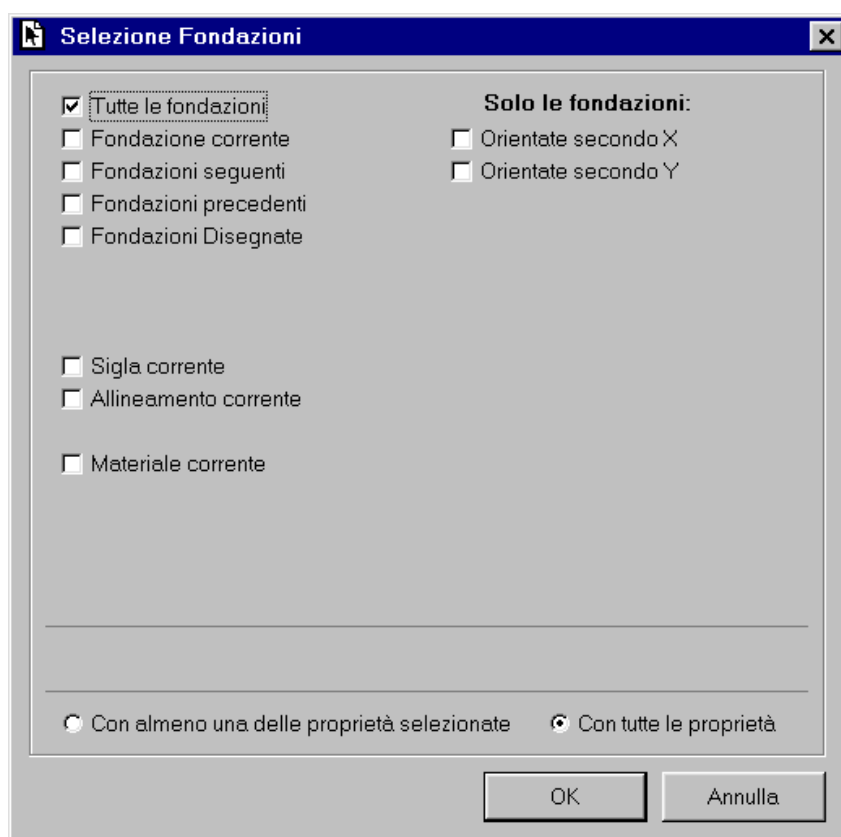 Selezione Fondazioni
Tutte le fondazioni
Fondazione corrente
Fondazioni seguenti
Fondazioni precedenti
Fondazioni Disegnate
Sigla corrente
Allineamento corrente
Materiale corrente
Solo le fondazioni:
Orientate secondo X
Orientate secondo Y
Con almeno una delle proprietà selezionate
Con tutte le proprietà
OK
Annulla